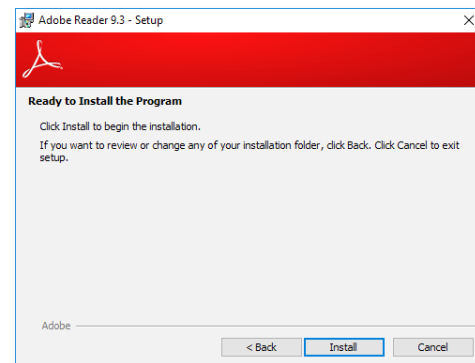 Adobe Reader 9.3 - Setup
Ready to Install the Program
Click Install to begin the installation.
If you want to review or change any of your installation folder, click Back. Click Cancel to exit
setup.
Adobe
< Back Install Cancel